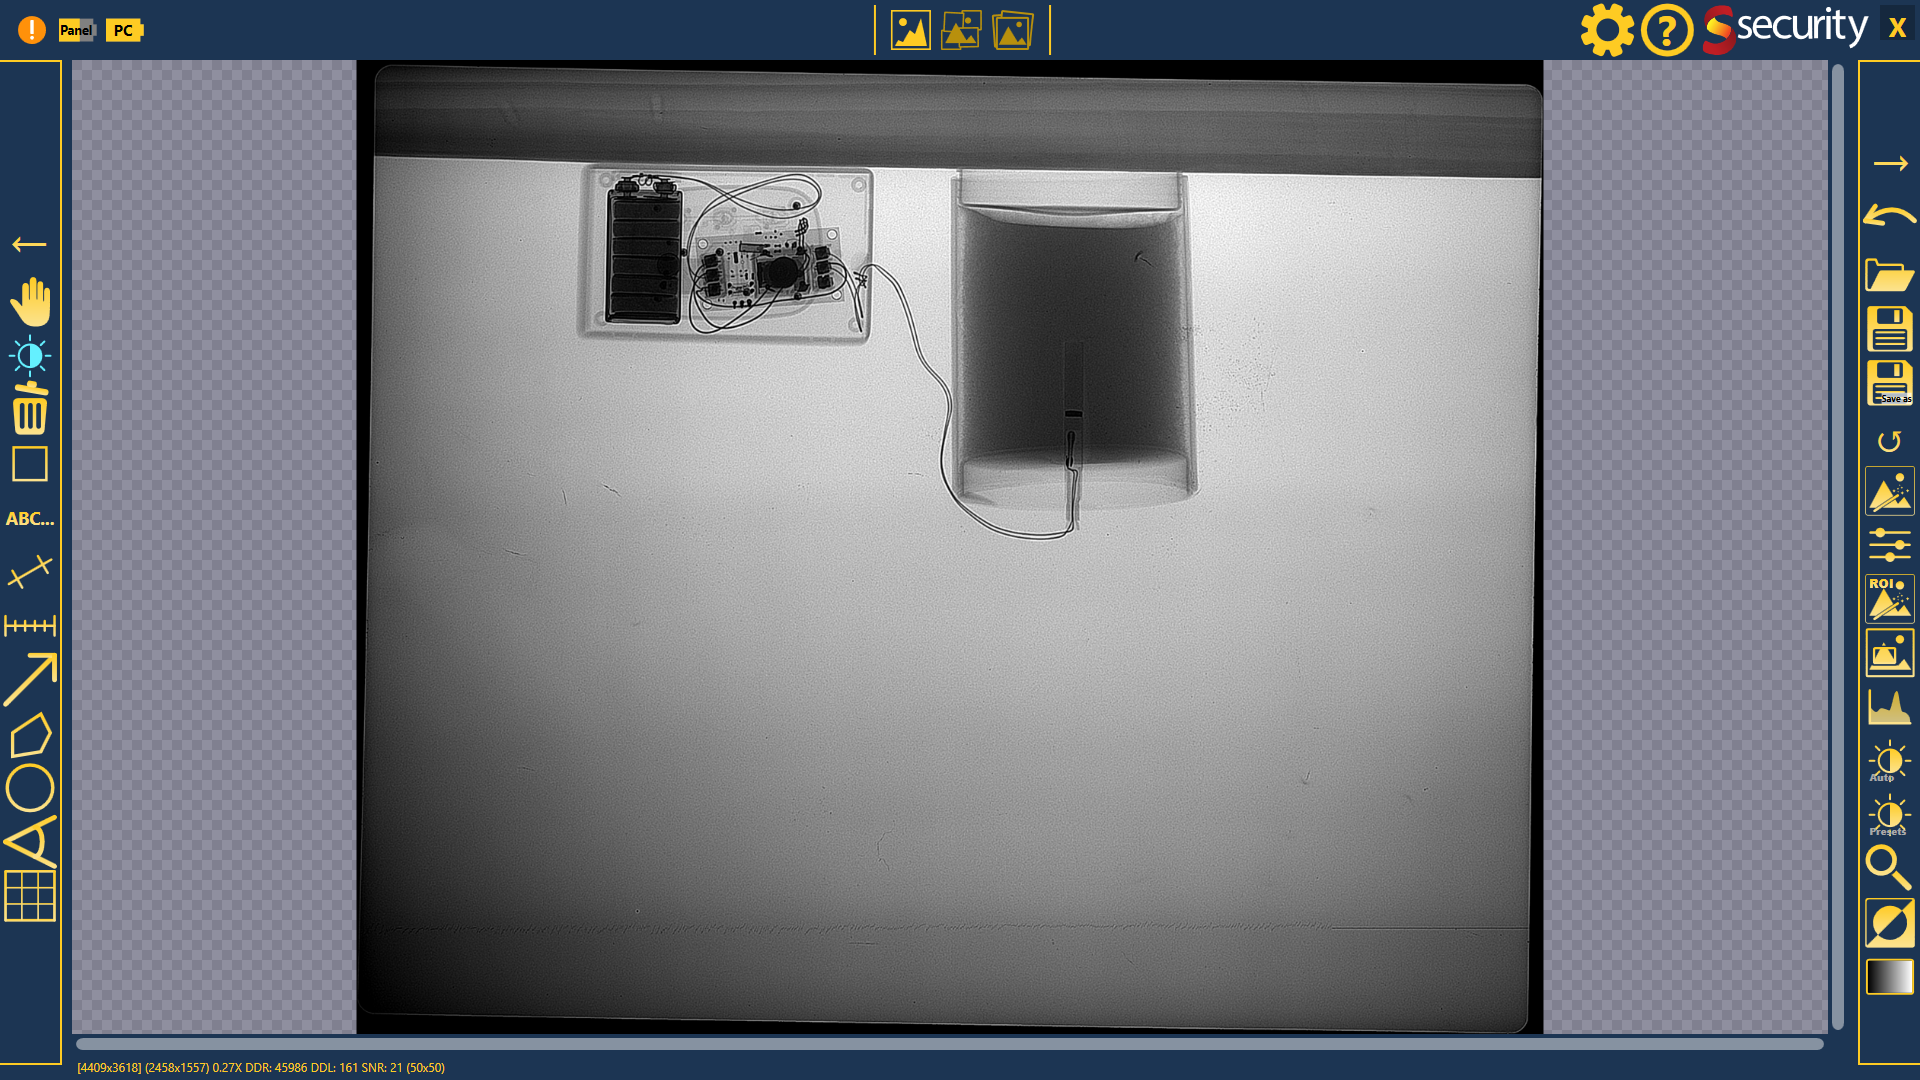 Panel
PC
security
X
ABC...
Save as
ROI
Auto
Presets
[4409x3618] (2458x1557) 0.27X DDR: 45986 DDL: 161 SNR: 21 (50x50)